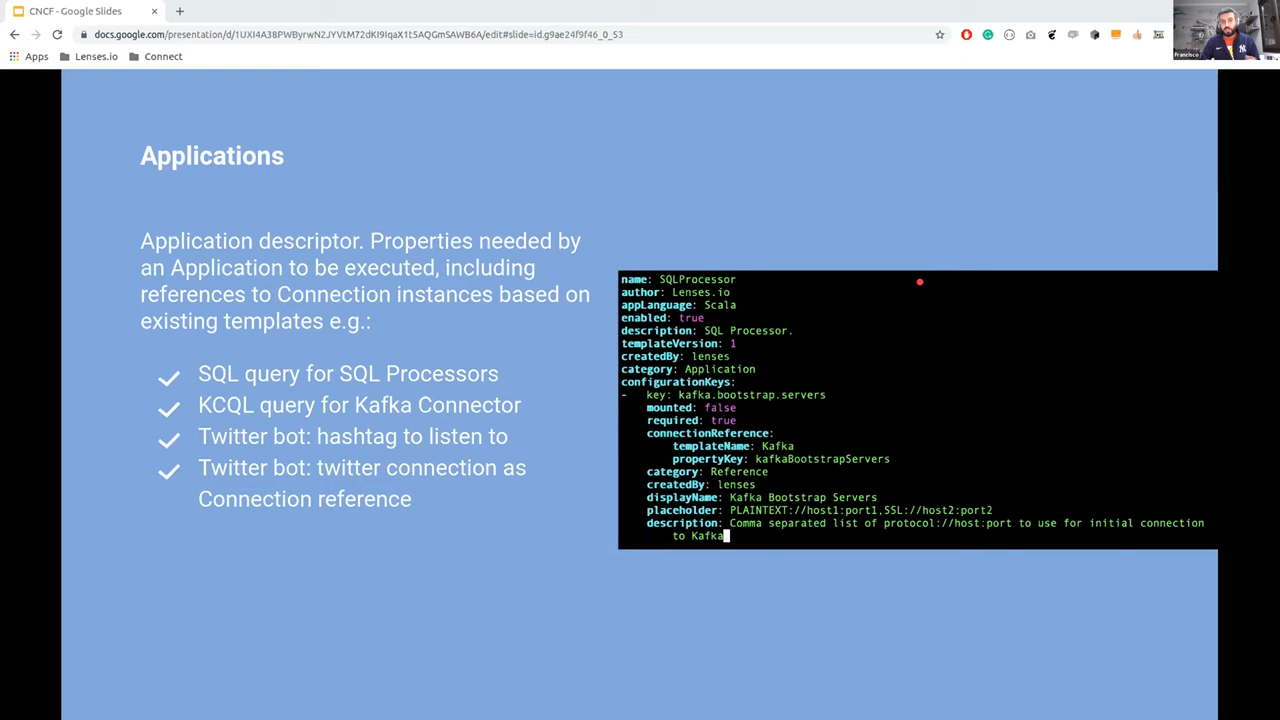 CNCF - Google Slides
docs.google.com/presentation/d/1UXI4A38PWByrwN2JYVtM72dKI9IqaX1t5AQGmSAWB6A/edit#slide=id.g9ae24f9f46_0_53
Apps
Lenses.io
Connect
Francisco
Applications
Application descriptor. Properties needed by
an Application to be executed, including
references to Connection instances based on
existing templates e.g.:
SQL query for SQL Processors
KCQL query for Kafka Connector
Twitter bot: hashtag to listen to
Twitter bot: twitter connection as
Connection reference
name: SQLProcessor
author: Lenses.io
appLanguage: Scala
enabled: true
description: SQL Processor.
templateVersion: 1
createdBy: lenses
category: Application
configurationKeys:
- key: kafka.bootstrap.servers
mounted: false
required: true
connectionReference:
templateName: Kafka
propertyKey: kafkaBootstrapServers
category: Reference
createdBy: lenses
displayName: Kafka Bootstrap Servers
placeholder: PLAINTEXT://host1:port1,SSL://host2:port2
description: Comma separated list of protocol://host:port to use for initial connection
to Kafka